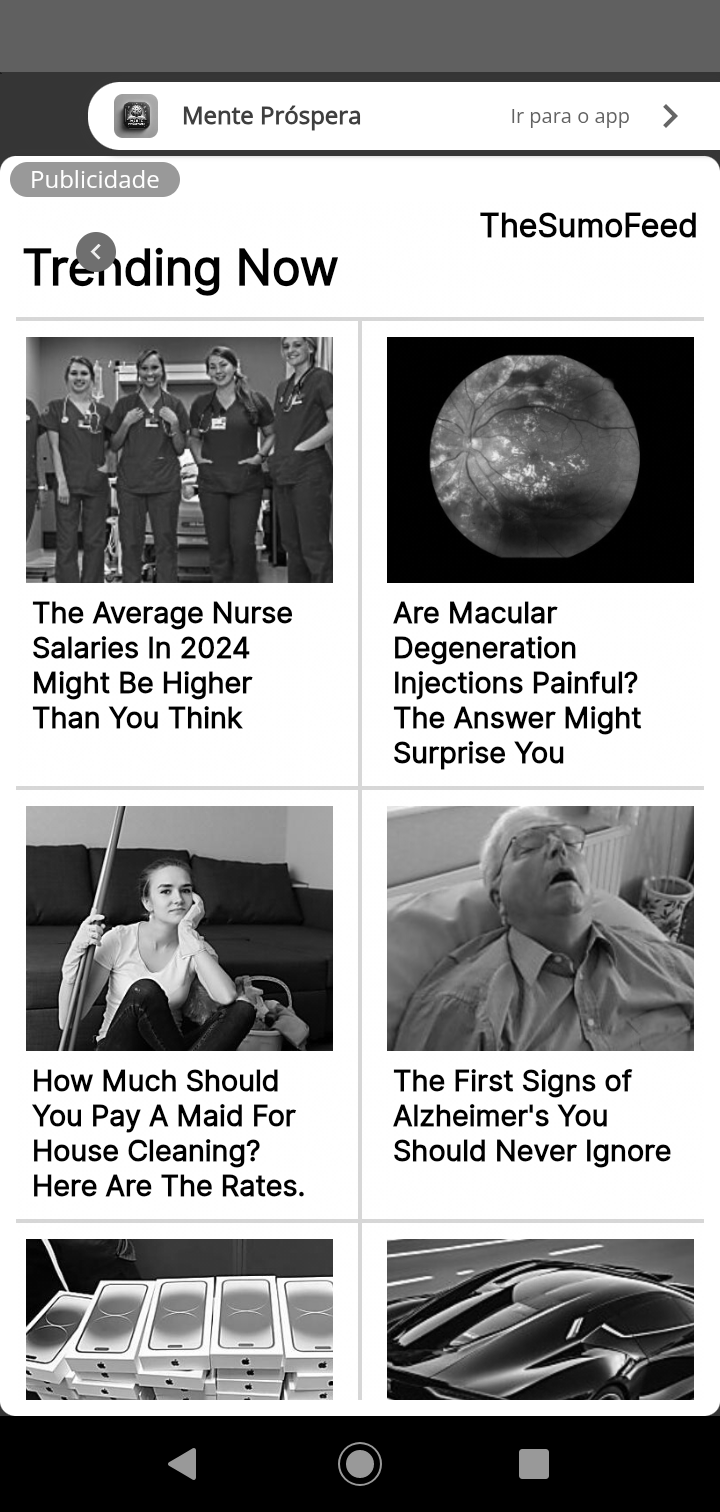 Mente Próspera
Ir para o app
Publicidade
TheSumoFeed
Trending Now
The Average Nurse
Salaries In 2024
Might Be Higher
Than You Think
Are Macular
Degeneration
Injections Painful?
The Answer Might
Surprise You
How Much Should
You Pay A Maid For
House Cleaning?
Here Are The Rates.
The First Signs of
Alzheimer's You
Should Never Ignore